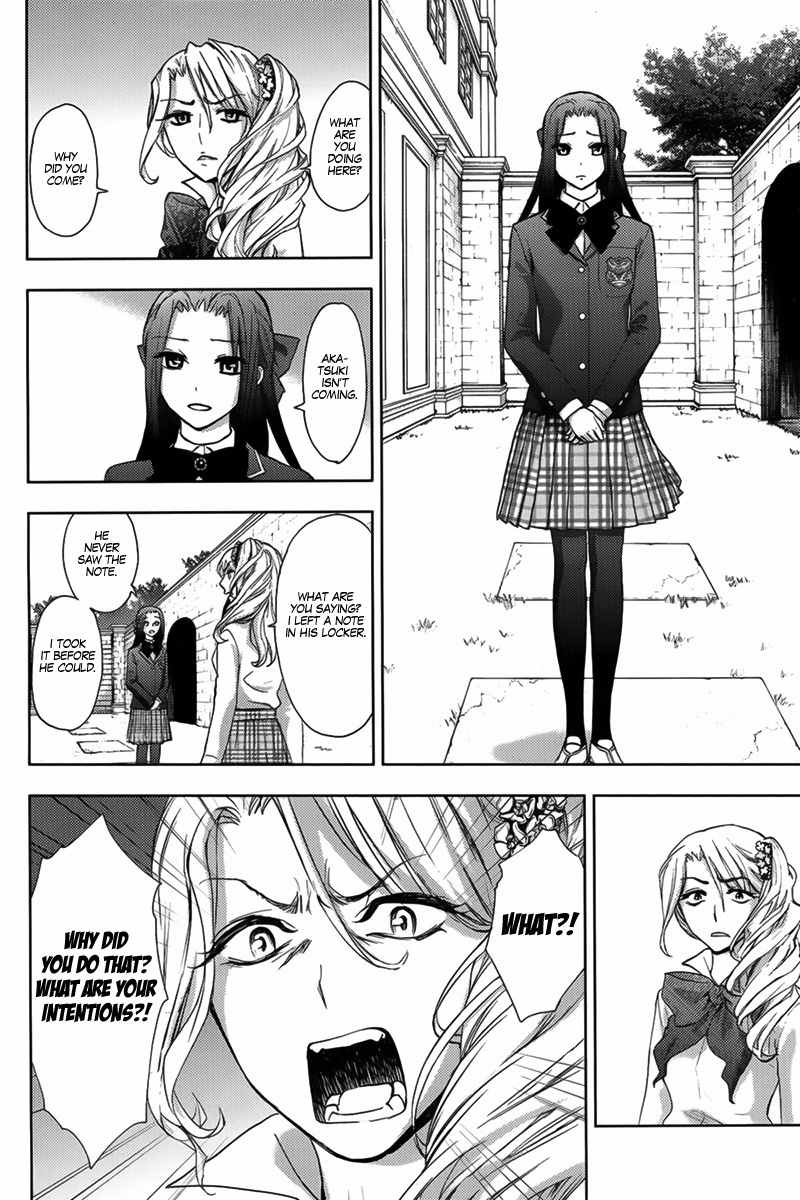 WHAT
ARE
YOU
DOING
HERE?
WHY
DID YOU
COME?
AKA-
TSUKI
ISN'T
COMING.
WHAT ARE
YOU SAYING?
I LEFT A
NOTE
IN HIS
LOCKER.
HE
NEVER
SAW THE
NOTE.
I TOOK
IT BEFORE
HE COULD.
WHAT?!
WHY DID
YOU DO THAT?
WHAT ARE YOUR
INTENTIONS?!